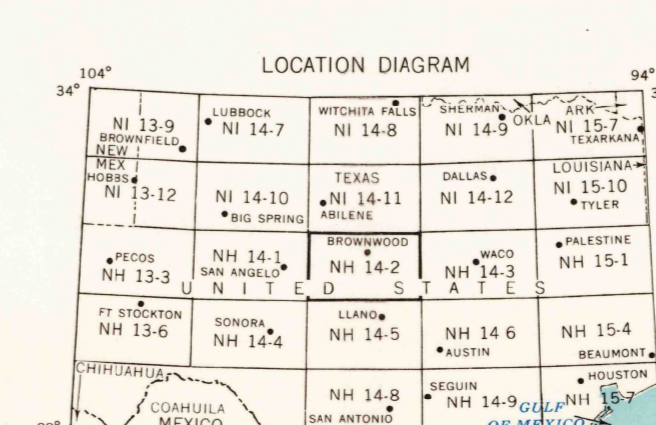 LOCATION DIAGRAM
104°
94°
34°
NI 13-9
BROWNFIELD
NEW
MEX
LUBBOCK
NI 14-7
WITCHITA FALLS
NI 14-8
SHERMAN
NI 14-9
OKLA
ARK
NI 15-7
TEXARKANA
HOBBS
NI 13-12
NI 14-10
BIG SPRING
TEXAS
NI 14-11
ABILENE
DALLAS
NI 14-12
LOUISIANA
NI 15-10
TYLER
PECOS
NH 13-3
NH 14-1
SAN ANGELO
BROWNWOOD
NH 14-2
WACO
NH 14-3
PALESTINE
NH 15-1
UNITED STATES
FT STOCKTON
NH 13-6
SONORA
NH 14-4
LLANO
NH 14-5
NH 14 6
AUSTIN
NH 15-4
BEAUMONT
CHIHUAHUA
COAHUILA
MEXICO
NH 14-8
SAN ANTONIO
SEGUIN
NH 14-9
HOUSTON
NH 15-7
GULF
OF MEXICO